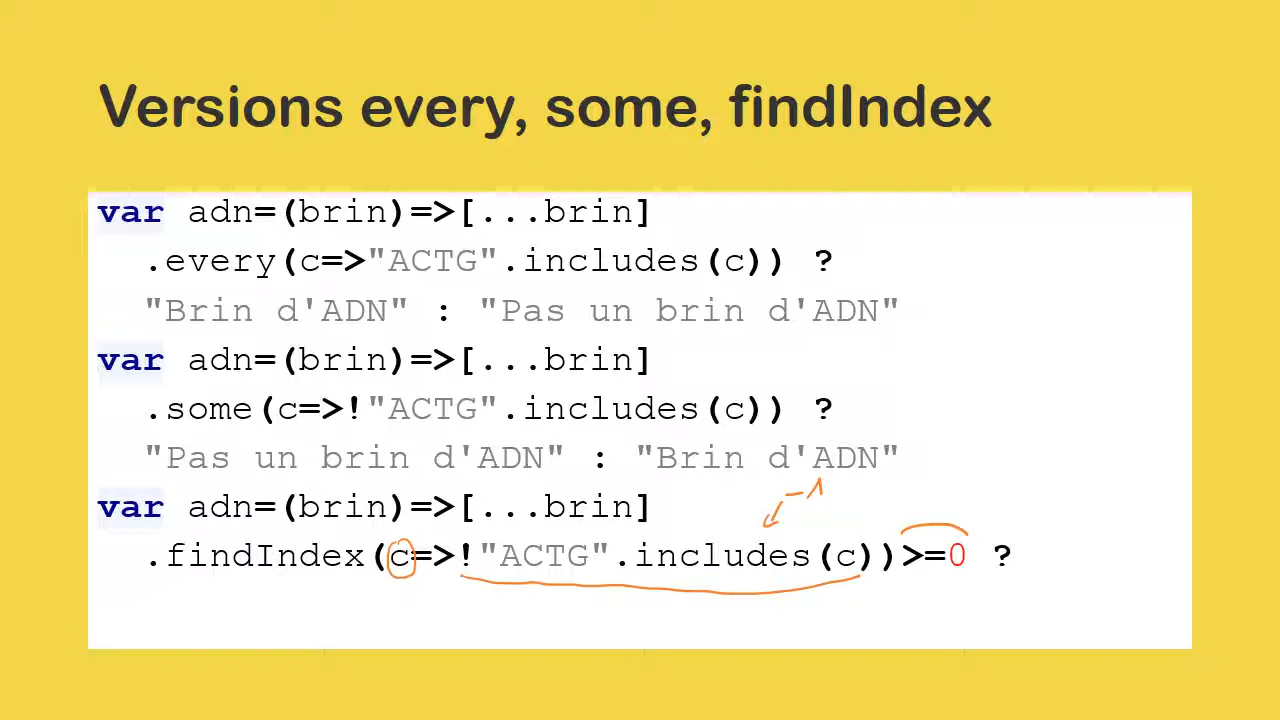 Versions every, some, findIndex
var adn=(brin)=>[...brin]
.every(c=>"ACTG".includes(c)) ?
"Brin d'ADN" : "Pas un brin d'ADN"
var adn=(brin)=>[...brin]
.some(c=>!"ACTG".includes(c)) ?
"Pas un brin d'ADN" : "Brin d'ADN"
-1
var adn=(brin)=>[...brin]
.findIndex(c=>!"ACTG".includes(c))>=0 ?